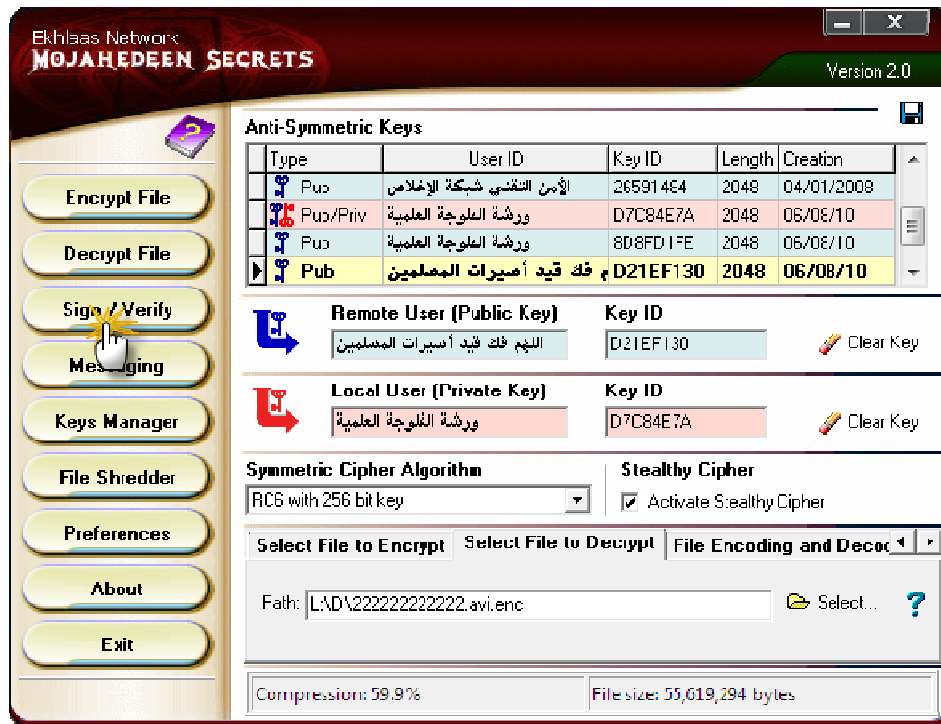 Ekhlaas Network
MOJAHEDEEN SECRETS
Version 2.0
Anti-Symmetric Keys
Type User ID Key ID Length Creation
Pub الأمن التقني شبكة الإخلاص 26591484 2048 04/01/2008
Pub/Priv ورشة الفلوجة العلمية D7C84E7A 2048 06/08/10
Pub ورشة الفلوجة العلمية 8D8FD1FE 2048 06/08/10
Pub م فك قيد أسيرات المسلمين D21EF130 2048 06/08/10
Encrypt File
Decrypt File
Sign / Verify
Messaging
Keys Manager
File Shredder
Preferences
About
Exit
Remote User (Public Key) Key ID
اللهم فك قيد أسيرات المسلمين D21EF130 Clear Key
Local User (Private Key) Key ID
ورشة الفلوجة العلمية D7C84E7A Clear Key
Symmetric Cipher Algorithm Stealthy Cipher
RC6 with 256 bit key Activate Stealthy Cipher
Select File to Encrypt Select File to Decrypt File Encoding and Decoc
Path: L:\D\222222222222.avi.enc Select...
Compression: 59.9% File size: 55,619,294 bytes